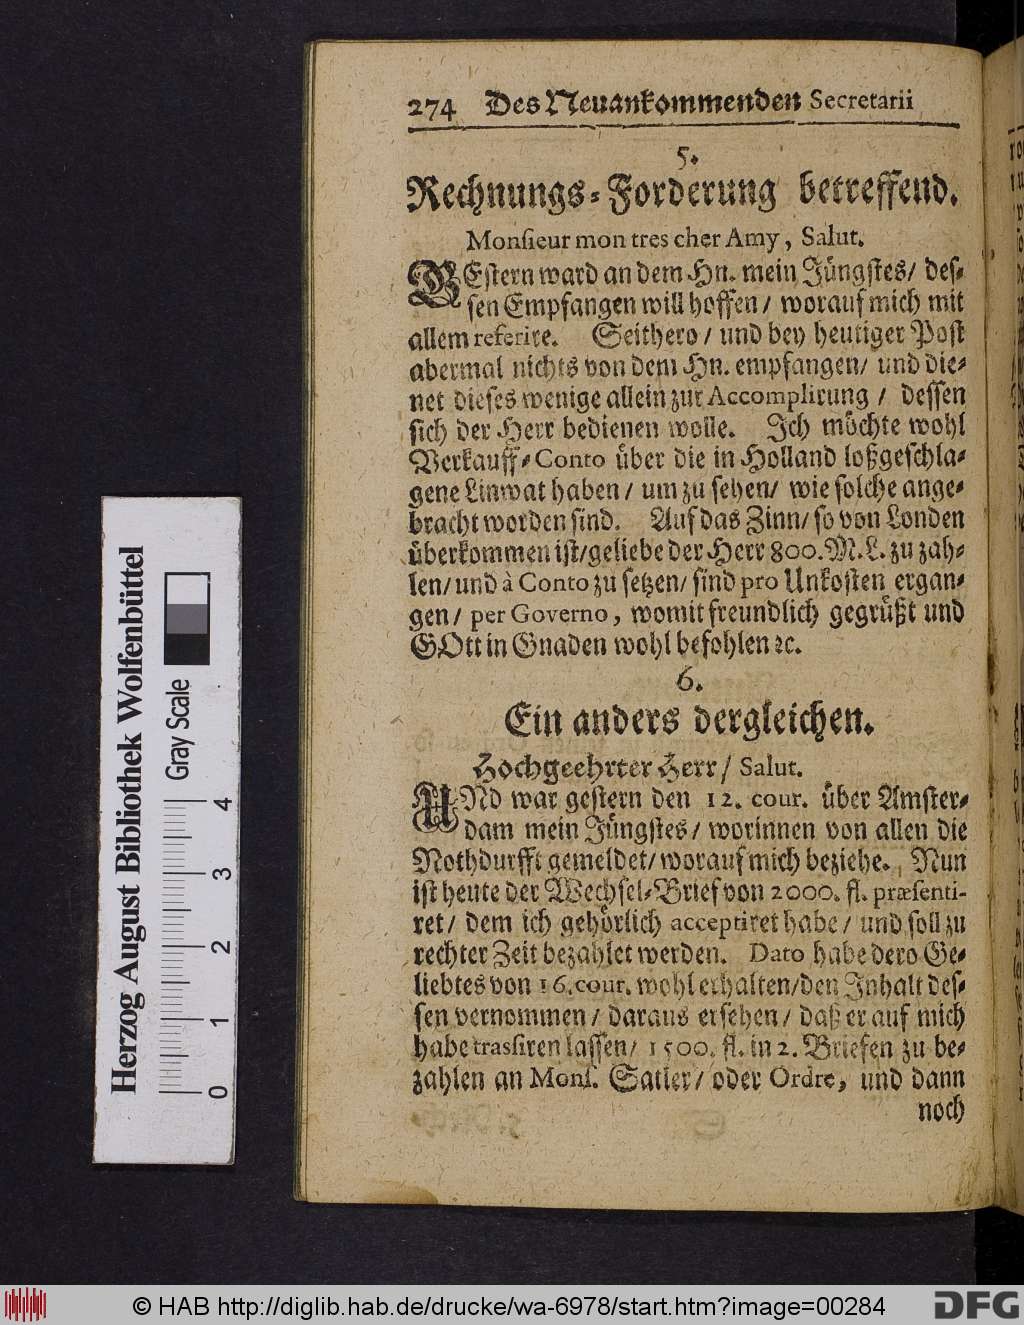 274 Des Neuankommenden Secretarii
5.
Rechnungs-Forderung betreffend.
Monsieur mon tres cher Amy, Salut.
GEstern ward an dem Hn. mein Jüngstes/ des-
sen Empfangen will hoffen/ worauf mich mit
allem referire. Seithero/ und bey heutiger Post
abermal nichts von dem Hn. empfangen/ und die-
net dieses wenige allein zur Accomplirung/ dessen
sich der Herr bedienen wolle. Ich möchte wohl
Verkauff-Conto über die in Holland loßgeschla-
gene Linwat haben/ um zu sehen/ wie solche ange-
bracht worden sind. Auf das Zinn/ so von Londen
überkommen ist/ geliebe der Herr 800. M. L. zu zah-
len/ und à Conto zu setzen/ sind pro Unkosten ergan-
gen/ per Governo, womit freundlich gegrüßt und
GOtt in Gnaden wohl befohlen ꝛc.
6.
Ein anders dergleichen.
Hochgeehrter Herr/ Salut.
UNd war gestern den 12. cour. über Amster-
dam mein Jüngstes/ worinnen von allen die
Nothdurfft gemeldet/ worauf mich beziehe. Nun
ist heute der Wechsel-Brief von 2000. fl. præsenti-
ret/ dem ich gehörlich acceptiret habe/ und soll zu
rechter Zeit bezahlet werden. Dato habe dero Ge-
liebtes von 16. cour. wohl erhalten/ den Inhalt des-
sen vernommen/ daraus ersehen/ daß er auf mich
habe trassiren lassen/ 1500. fl. in 2. Briefen zu be-
zahlen an Mons. Satler/ oder Ordre, und dann
noch
Herzog August Bibliothek Wolfenbüttel
Gray Scale
0 1 2 3 4
© HAB http://diglib.hab.de/drucke/wa-6978/start.htm?image=00284
DFG